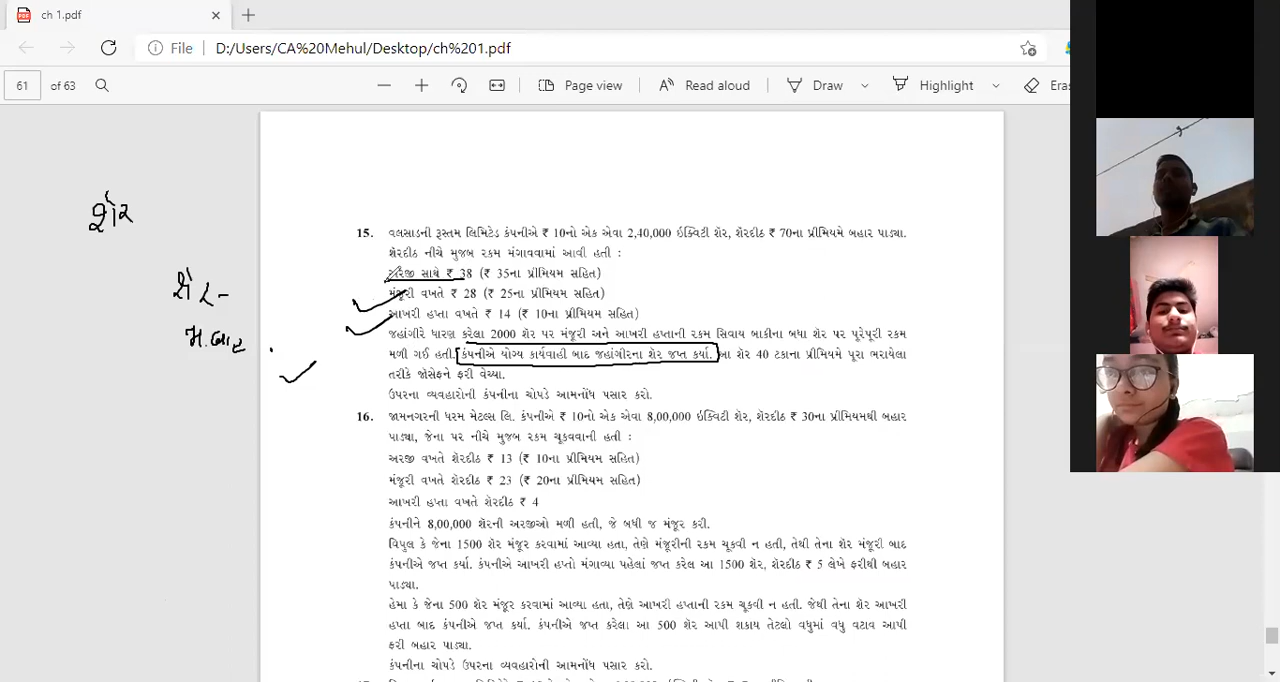 ch 1.pdf
File D:/Users/CA%20Mehul/Desktop/ch%201.pdf
61 of 63 Page view Read aloud Draw Highlight Eras
શેર
શેર -
15. વલસાડની રૂસ્તમ લિમિટેડ કંપનીએ ₹ 10નો એક એવા 2,40,000 ઇક્વિટી શેર, શેરદીઠ ₹ 70ના પ્રીમિયમે બહાર પાડ્યા.
શૅરદીઠ નીચે મુજબ રકમ મંગાવવામાં આવી હતી :
અરજી સાથે ₹ 38 (₹ 35ના પ્રીમિયમ સહિત)
મંજૂરી વખતે ₹ 28 (₹ 25ના પ્રીમિયમ સહિત)
આખરી હપ્તા વખતે ₹ 14 (₹ 10ના પ્રીમિયમ સહિત)
જહાંગીરે ધારણ કરેલા 2000 શૅર પર મંજૂરી અને આખરી હપ્તાની રકમ સિવાય બાકીના બધા શૅર પર પૂરેપૂરી રકમ
મળી ગઈ હતી. કંપનીએ યોગ્ય કાર્યવાહી બાદ જહાંગીરના શૅર જપ્ત કર્યા. આ શૅર 40 ટકાના પ્રીમિયમે પૂરા ભરાયેલા
તરીકે જૉસેફને ફરી વેચ્યા.
ઉપરના વ્યવહારોની કંપનીના ચોપડે આમનોંધ પસાર કરો.
16. જામનગરની ધરમ મેટલ્સ લિ. કંપનીએ ₹ 10નો એક એવા 8,00,000 ઇક્વિટી શૅર, શૅરદીઠ ₹ 30ના પ્રીમિયમથી બહાર
પાડ્યા, જેના પર નીચે મુજબ રકમ ચૂકવવાની હતી :
અરજી વખતે શૅરદીઠ ₹ 13 (₹ 10ના પ્રીમિયમ સહિત)
મંજૂરી વખતે શૅરદીઠ ₹ 23 (₹ 20ના પ્રીમિયમ સહિત)
આખરી હપ્તા વખતે શૅરદીઠ ₹ 4
કંપનીને 8,00,000 શૅરની અરજીઓ મળી હતી, જે બધી જ મંજૂર કરી.
વિપુલ કે જેના 1500 શૅર મંજૂર કરવામાં આવ્યા હતા, તેણે મંજૂરીની રકમ ચૂકવી ન હતી, તેથી તેના શૅર મંજૂરી બાદ
કંપનીએ જપ્ત કર્યા. કંપનીએ આખરી હપ્તો મંગાવ્યા પહેલાં જપ્ત કરેલ આ 1500 શૅર, શૅરદીઠ ₹ 5 લેખે ફરીથી બહાર
પાડ્યા.
હેમા કે જેના 500 શૅર મંજૂર કરવામાં આવ્યા હતા, તેણે આખરી હપ્તાની રકમ ચૂકવી ન હતી. જેથી તેના શૅર આખરી
હપ્તા બાદ કંપનીએ જપ્ત કર્યા. કંપનીએ જપ્ત કરેલા આ 500 શૅર આપી શકાય તેટલો વધુમાં વધુ વટાવ આપી
ફરી બહાર પાડ્યા.
કંપનીના ચોપડે ઉપરના વ્યવહારોની આમનોંધ પસાર કરો.